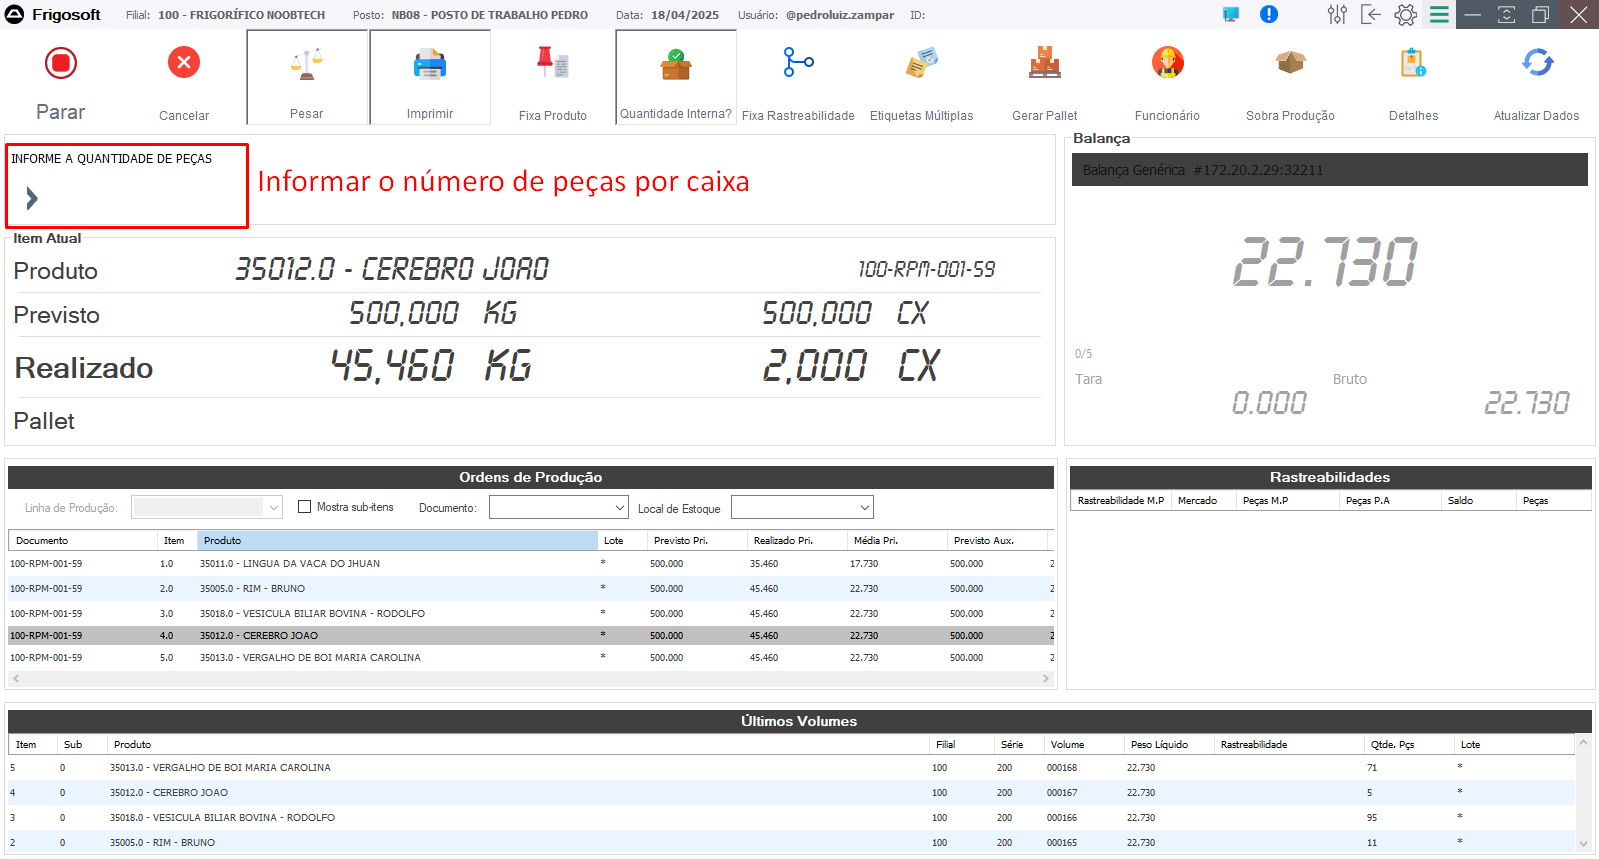 Frigosoft Filial: 100 - FRIGORÍFICO NOOBTECH Posto: NB08 - POSTO DE TRABALHO PEDRO Data: 18/04/2025 Usuário: @pedroluiz.zampar ID:
Parar Cancelar Pesar Imprimir Fixa Produto Quantidade Interna? Fixa Rastreabilidade Etiquetas Múltiplas Gerar Pallet Funcionário Sobra Produção Detalhes Atualizar Dados
INFORME A QUANTIDADE DE PEÇAS
Informar o número de peças por caixa
Balança
Balança Genérica #172.20.2.29:32211
22.730
0/5
Tara Bruto
0.000 22.730
Item Atual
Produto 35012.0 - CEREBRO JOAO 100-RPM-001-59
Previsto 500,000 KG 500,000 CX
Realizado 45,460 KG 2,000 CX
Pallet
Ordens de Produção
Linha de Produção: Mostra sub-itens Documento: Local de Estoque
Documento Item Produto Lote Previsto Pri. Realizado Pri. Média Pri. Previsto Aux.
100-RPM-001-59 1.0 35011.0 - LINGUA DA VACA DO JHUAN * 500.000 35.460 17.730 500.000 2
100-RPM-001-59 2.0 35005.0 - RIM - BRUNO * 500.000 45.460 22.730 500.000 2
100-RPM-001-59 3.0 35018.0 - VESICULA BILIAR BOVINA - RODOLFO * 500.000 45.460 22.730 500.000 2
100-RPM-001-59 4.0 35012.0 - CEREBRO JOAO * 500.000 45.460 22.730 500.000 2
100-RPM-001-59 5.0 35013.0 - VERGALHO DE BOI MARIA CAROLINA * 500.000 45.460 22.730 500.000 2
Rastreabilidades
Rastreabilidade M.P Mercado Peças M.P Peças P.A Saldo Peças
Últimos Volumes
Item Sub Produto Filial Série Volume Peso Líquido Rastreabilidade Qtde. Pçs Lote
5 0 35013.0 - VERGALHO DE BOI MARIA CAROLINA 100 200 000168 22.730 71 *
4 0 35012.0 - CEREBRO JOAO 100 200 000167 22.730 5 *
3 0 35018.0 - VESICULA BILIAR BOVINA - RODOLFO 100 200 000166 22.730 95 *
2 0 35005.0 - RIM - BRUNO 100 200 000165 22.730 11 *